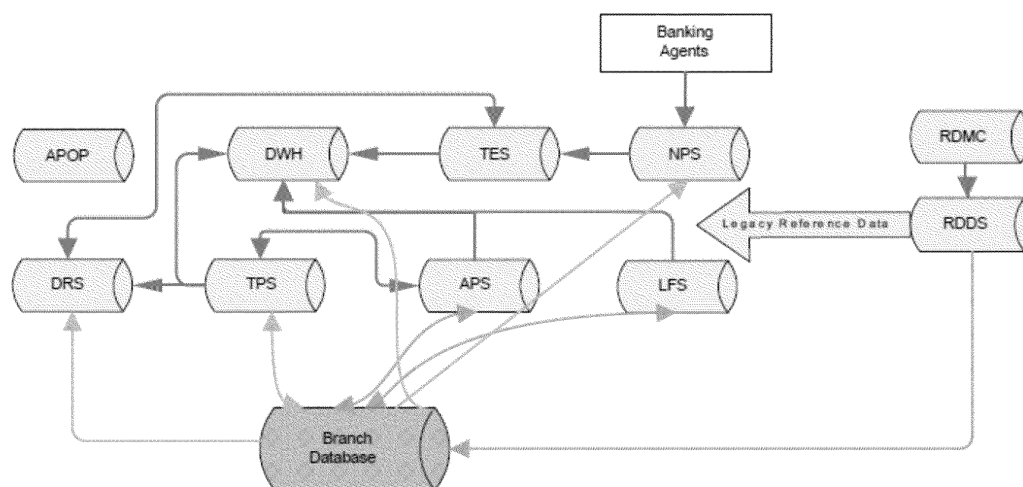 Banking
Agents
APOP
DWH
TES
NPS
RDMC
Legacy Reference Data
RDDS
DRS
TPS
APS
LFS
Branch
Database